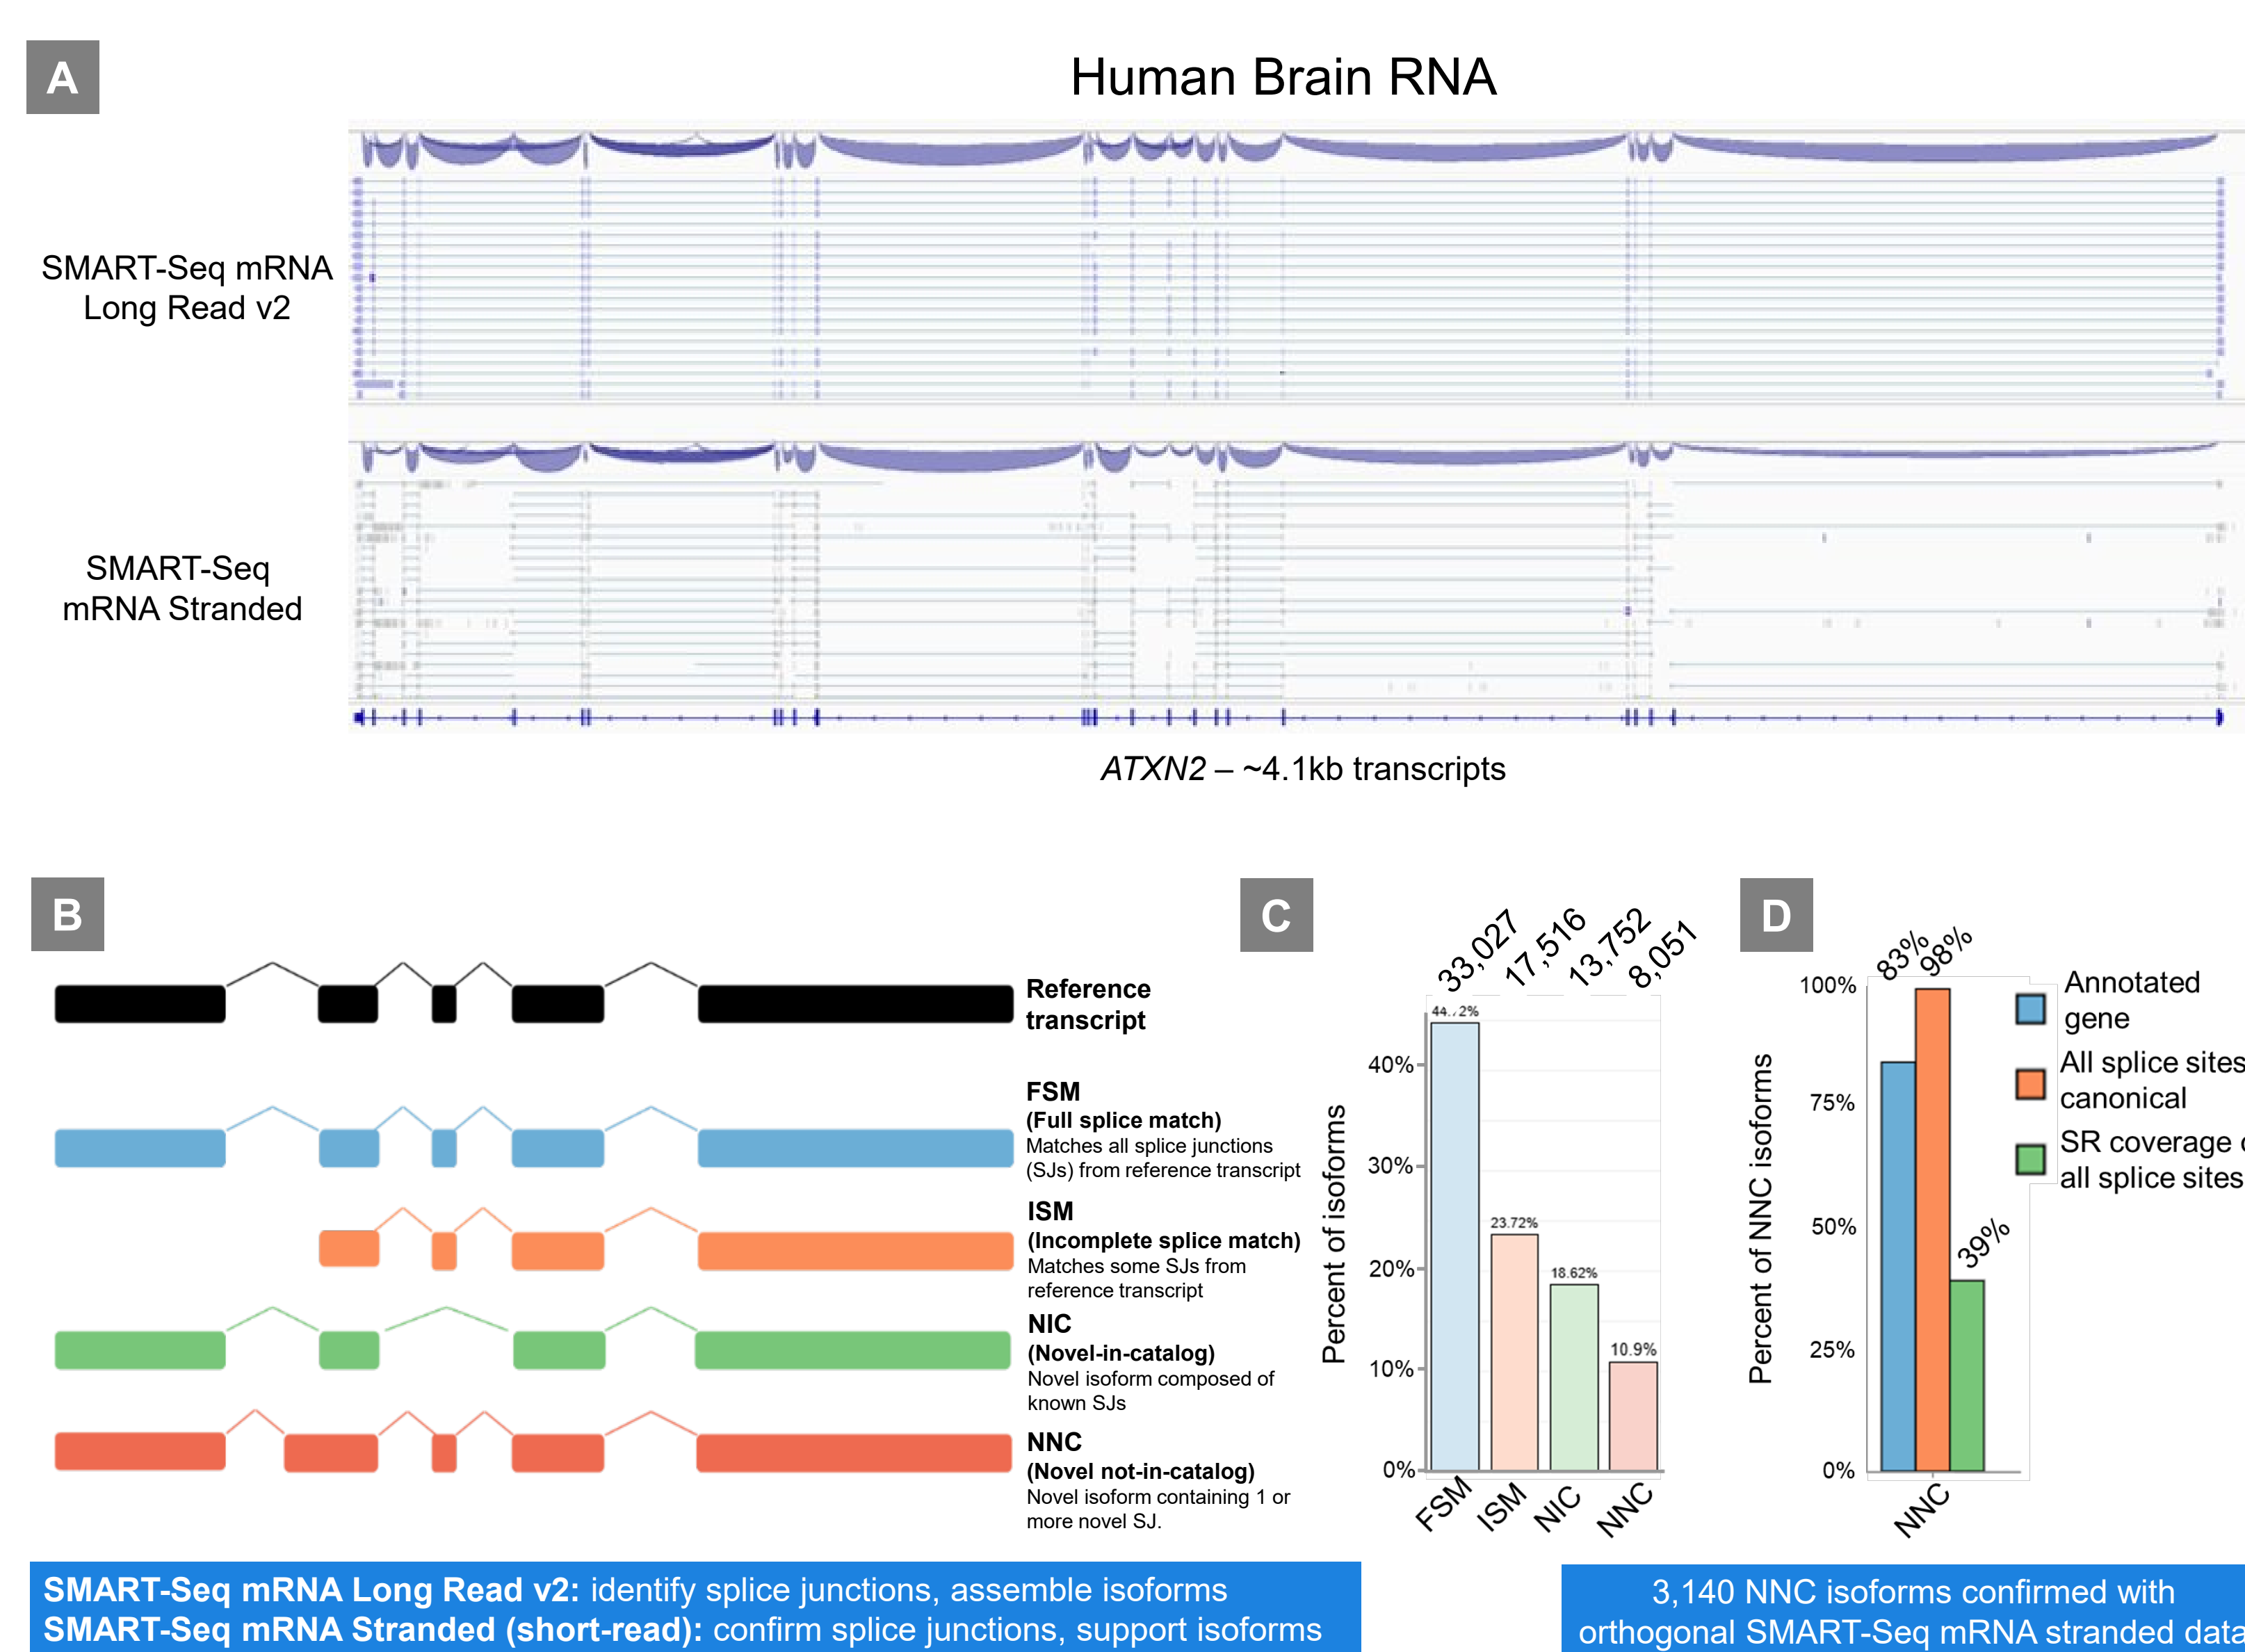 A
Human Brain RNA
SMART-Seq mRNA
Long Read v2
SMART-Seq
mRNA Stranded
ATXN2 – ~4.1kb transcripts
B
Reference
transcript
FSM
(Full splice match)
Matches all splice junctions
(SJs) from reference transcript
ISM
(Incomplete splice match)
Matches some SJs from
reference transcript
NIC
(Novel-in-catalog)
Novel isoform composed of
known SJs
NNC
(Novel not-in-catalog)
Novel isoform containing 1 or
more novel SJ.
C
33,027
17,516
13,752
8,051
Percent of isoforms
40%
30%
20%
10%
0%
23.72%
18.62%
10.9%
FSM
ISM
NIC
NNC
D
83%
98%
39%
Percent of NNC isoforms
100%
75%
50%
25%
0%
NNC
Annotated
gene
All splice sites
canonical
SR coverage
all splice sites
SMART-Seq mRNA Long Read v2: identify splice junctions, assemble isoforms
SMART-Seq mRNA Stranded (short-read): confirm splice junctions, support isoforms
3,140 NNC isoforms confirmed with
orthogonal SMART-Seq mRNA stranded data